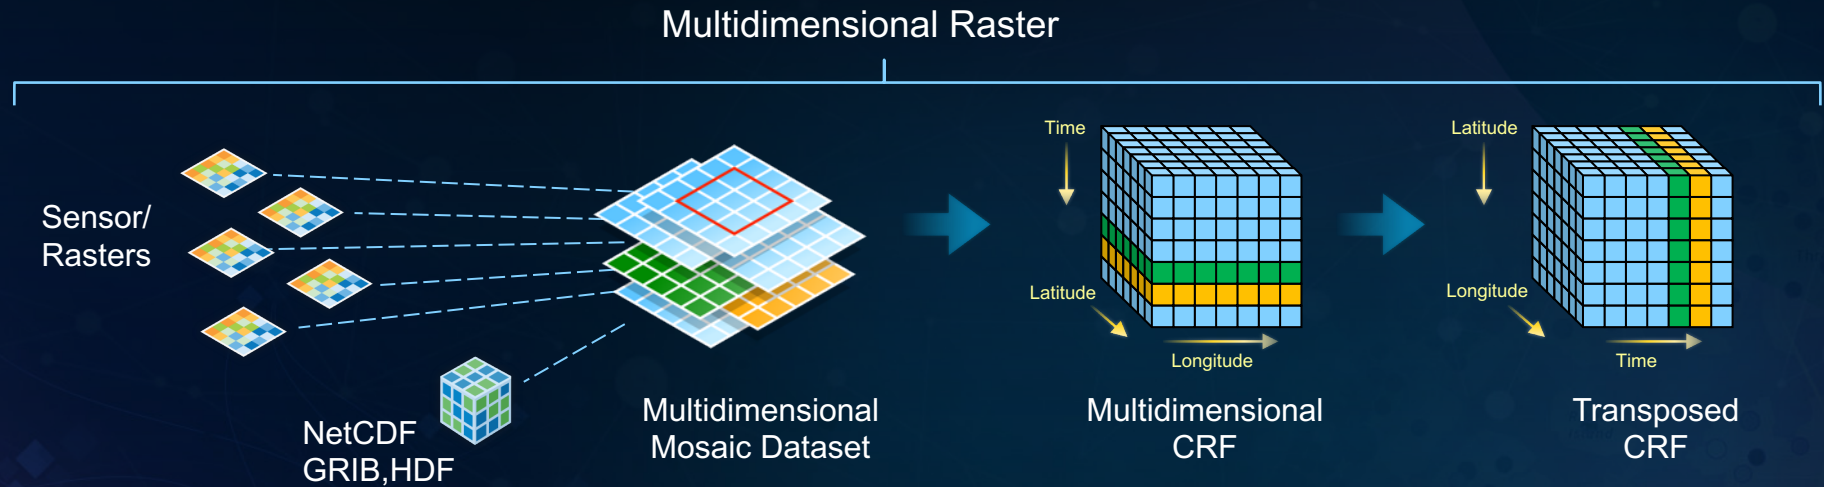 Multidimensional Raster
Sensor/
Rasters
NetCDF
GRIB,HDF
Multidimensional
Mosaic Dataset
Time
Latitude
Longitude
Multidimensional
CRF
Latitude
Longitude
Time
Transposed
CRF